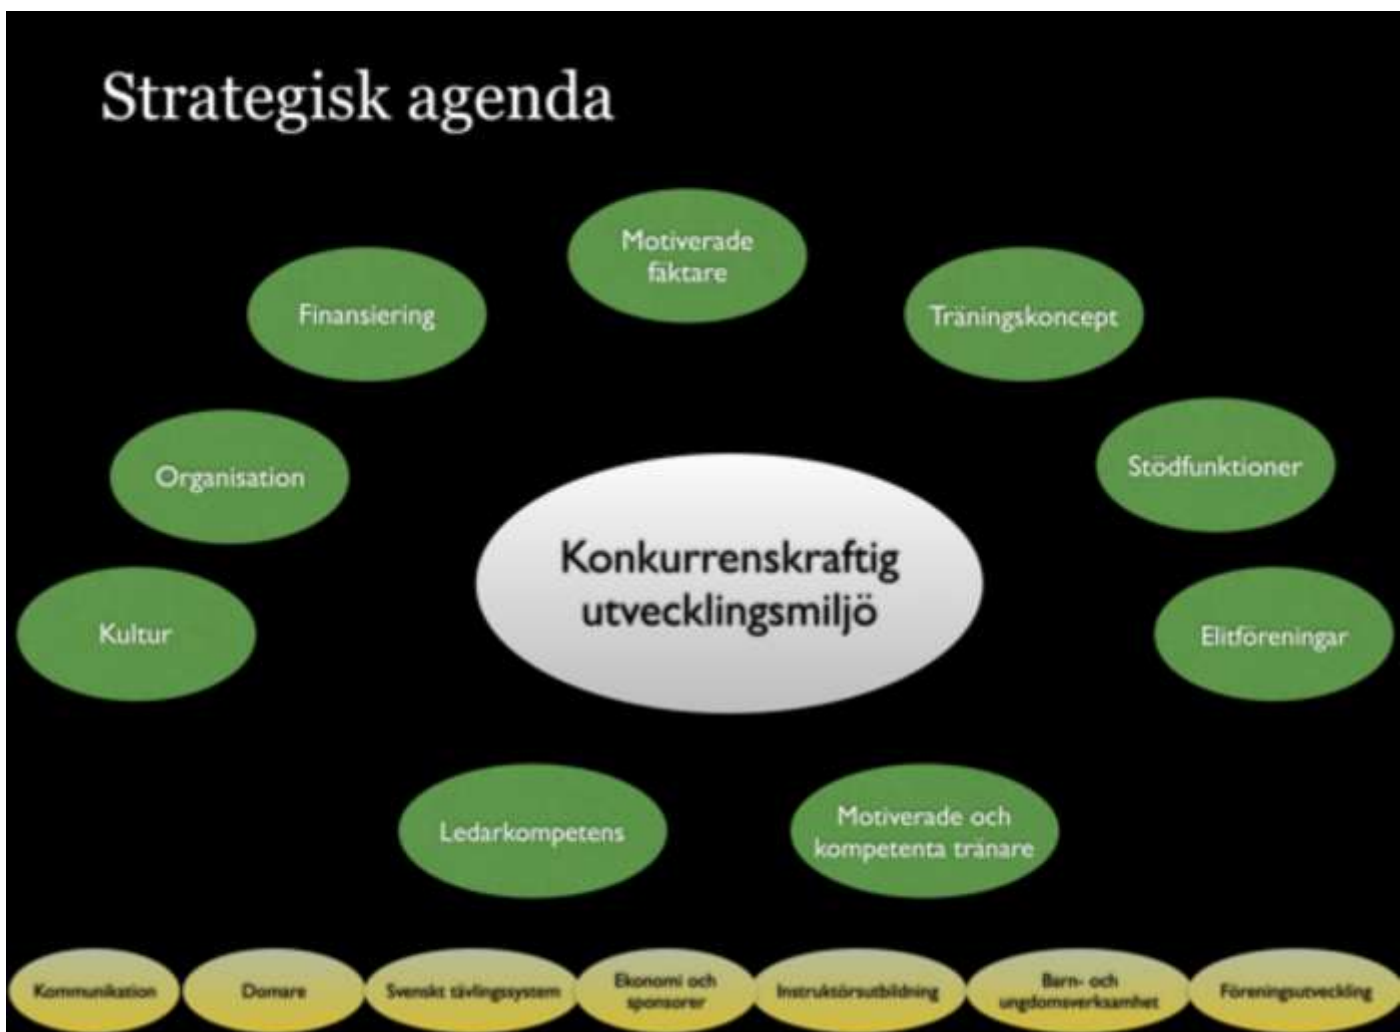 Strategisk agenda
Motiverade
fäktare
Finansiering
Träningskoncept
Organisation
Stödfunktioner
Konkurrenskraftig
utvecklingsmiljö
Kultur
Elitföreningar
Ledarkompetens
Motiverade och
kompetenta tränare
Kommunikation
Domare
Svenskt tävlingssystem
Ekonomi och
sponsorer
Instruktörsutbildning
Barn- och
ungdomsverksamhet
Föreningsutveckling